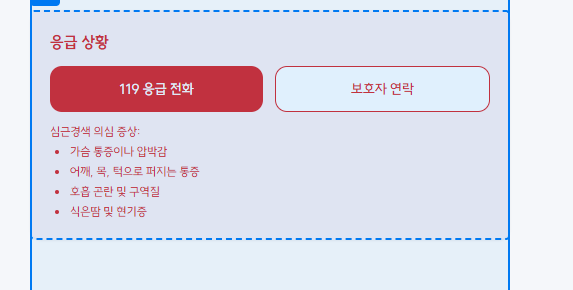 응급 상황
119 응급 전화
보호자 연락
심근경색 의심 증상:
가슴 통증이나 압박감
어깨, 목, 턱으로 퍼지는 통증
호흡 곤란 및 구역질
식은땀 및 현기증